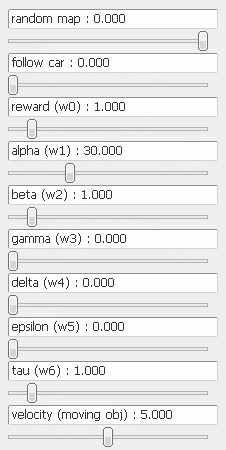 random map : 0.000
follow car : 0.000
reward (w0) : 1.000
alpha (w1) : 30.000
beta (w2) : 1.000
gamma (w3) : 0.000
delta (w4) : 0.000
epsilon (w5) : 0.000
tau (w6) : 1.000
velocity (moving obj) : 5.000